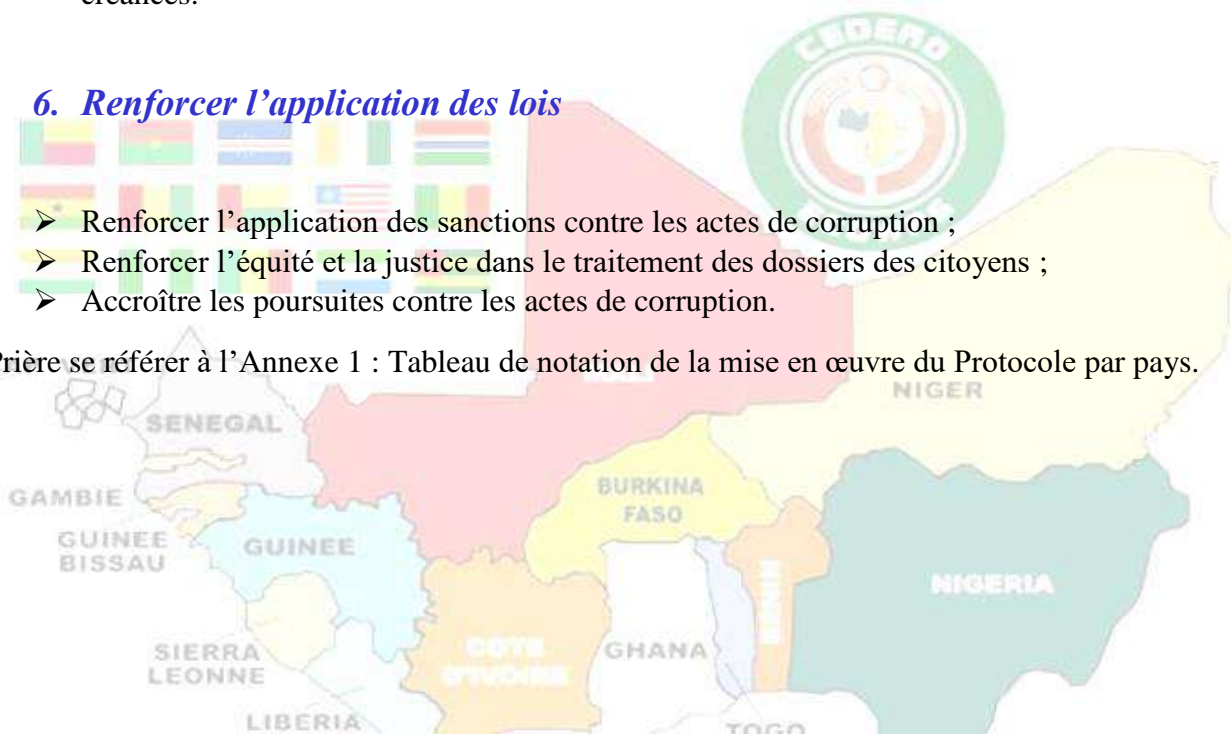 créances.
6. Renforcer l’application des lois
➢ Renforcer l’application des sanctions contre les actes de corruption ;
➢ Renforcer l’équité et la justice dans le traitement des dossiers des citoyens ;
➢ Accroître les poursuites contre les actes de corruption.
Prière se référer à l’Annexe 1 : Tableau de notation de la mise en œuvre du Protocole par pays.
CEDEAO
NIGER
SENEGAL
GAMBIE
BURKINA
FASO
GUINEE
BISSAU
GUINEE
NIGERIA
BENIN
SIERRA
LEONNE
COTE
D'IVOIRE
GHANA
LIBERIA
TOGO